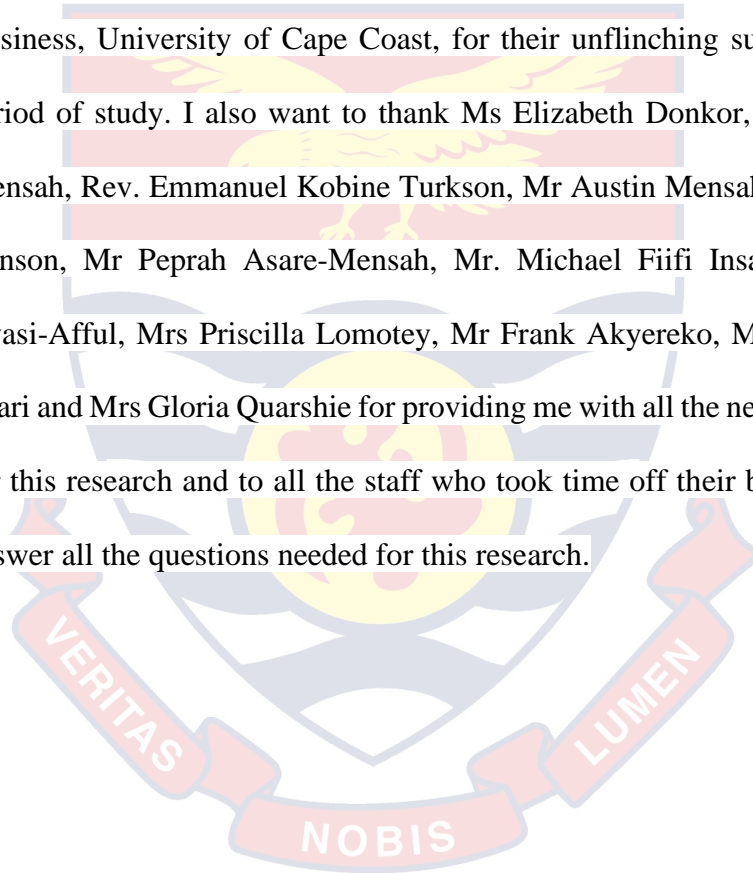 siness, University of Cape Coast, for their unflinching su
riod of study. I also want to thank Ms Elizabeth Donkor,
ensah, Rev. Emmanuel Kobine Turkson, Mr Austin Mensah
nson, Mr Peprah Asare-Mensah, Mr. Michael Fiifi Insa
vasi-Afful, Mrs Priscilla Lomotey, Mr Frank Akyereko, M
ari and Mrs Gloria Quarshie for providing me with all the ne
r this research and to all the staff who took time off their b
swer all the questions needed for this research.
VERITAS
NOBIS
LUMEN